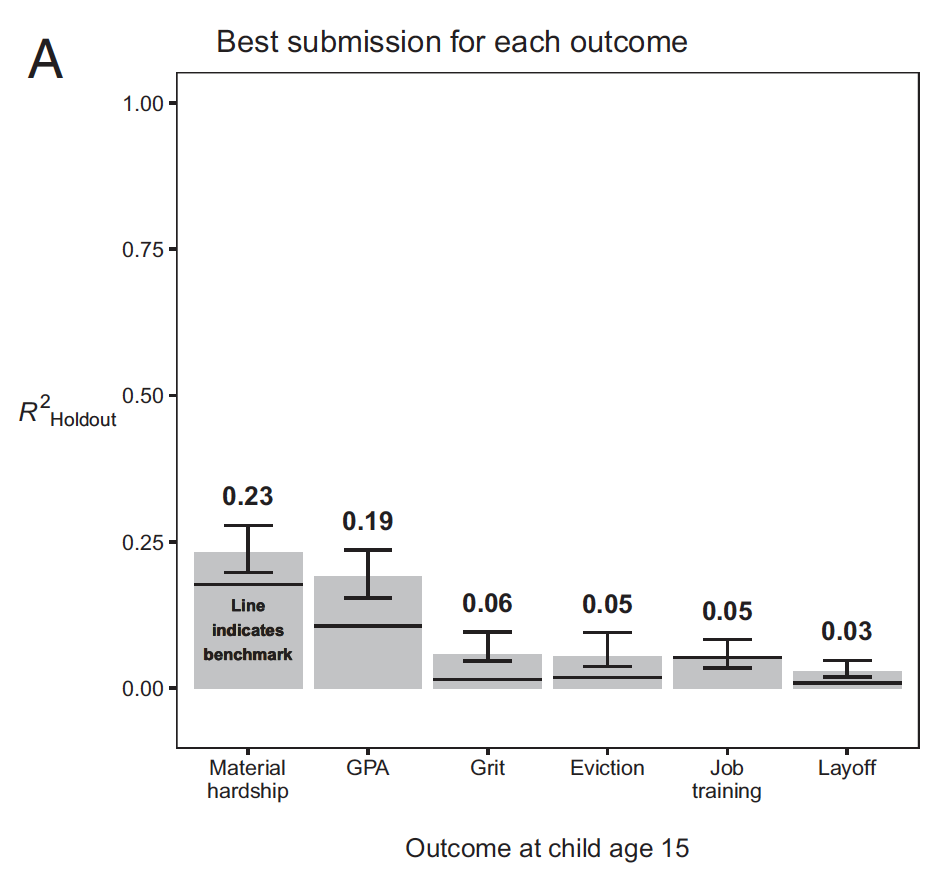 A
Best submission for each outcome
1.00
0.75
0.50
0.25
0.00
R²Holdout
0.23
0.19
0.06
0.05
0.05
0.03
Line
indicates
benchmark
Material
hardship
GPA
Grit
Eviction
Job
training
Layoff
Outcome at child age 15